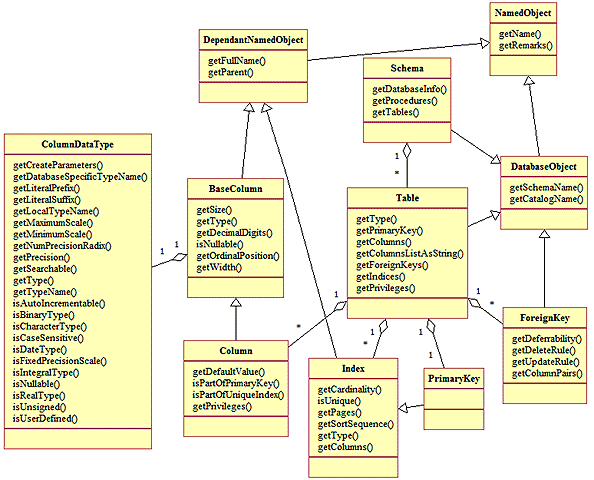 NamedObject
getName()
getRemarks()
DependantNamedObject
getFullName()
getParent()
Schema
getDatabaseInfo()
getProcedures()
getTables()
1
*
ColumnDataType
getCreateParameters()
getDatabaseSpecificTypeName()
getLiteralPrefix()
getLiteralSuffix()
getLocalTypeName()
getMaximumScale()
getMinimumScale()
getNumPrecisionRadix()
getPrecision()
getSearchable()
getType()
getTypeName()
isAutoIncrementable()
isBinaryType()
isCharacterType()
isCaseSensitive()
isDateType()
isFixedPrecisionScale()
isIntegralType()
isNullable()
isRealType()
isUnsigned()
isUserDefined()
1
1
BaseColumn
getSize()
getType()
getDecimalDigits()
isNullable()
getOrdinalPosition()
getWidth()
Table
getType()
getPrimaryKey()
getColumns()
getColumnsListAsString()
getForeignKeys()
getIndices()
getPrivileges()
DatabaseObject
getSchemaName()
getCatalogName()
1
*
1
*
1
1
1
*
Column
getDefaultValue()
isPartOfPrimaryKey()
isPartOfUniqueIndex()
getPrivileges()
Index
getCardinality()
isUnique()
getPages()
getSortSequence()
getType()
getColumns()
PrimaryKey
ForeignKey
getDeferrability()
getDeleteRule()
getUpdateRule()
getColumnPairs()